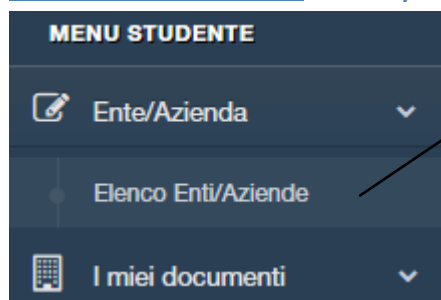 MENU STUDENTE
Ente/Azienda
Elenco Enti/Aziende
I miei documenti